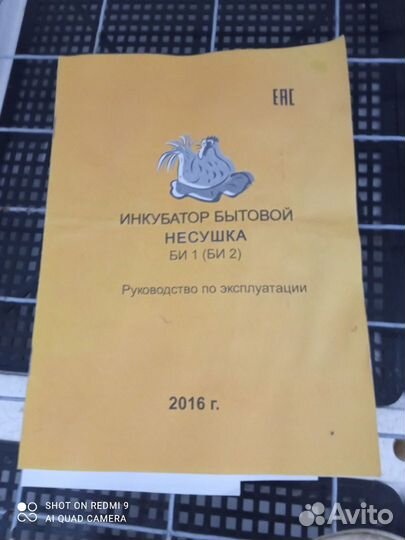 EAC
ИНКУБАТОР БЫТОВОЙ
НЕСУШКА
БИ 1 (БИ 2)
Руководство по эксплуатации
2016 г.
SHOT ON REDMI 9
AI QUAD CAMERA
Avito